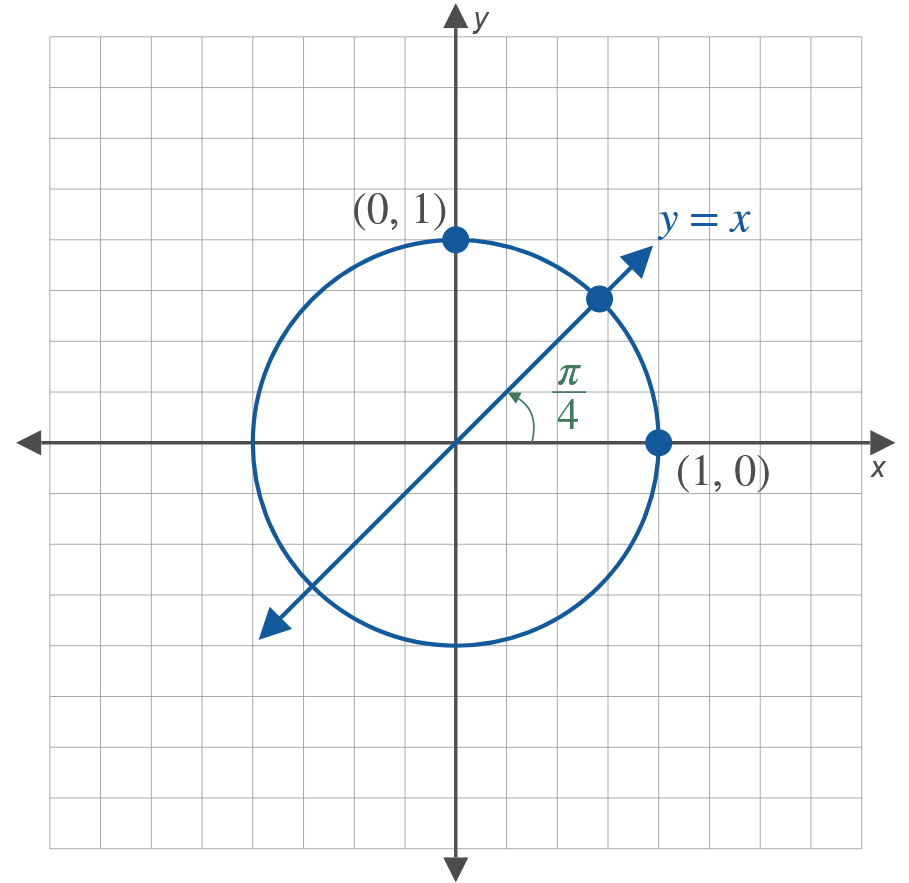 y
(0, 1)
y = x
π
4
(1, 0)
x